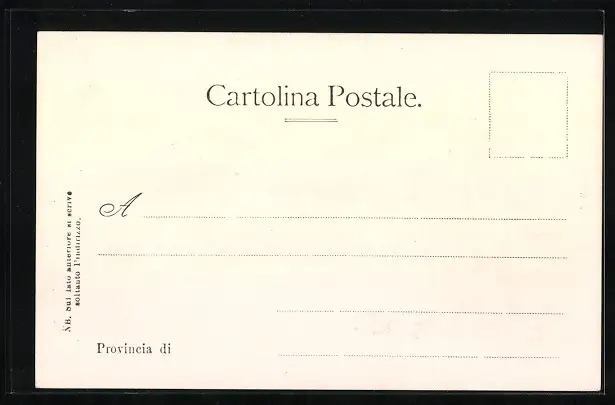 Cartolina Postale.
A
Provincia di
NB. Sul lato anteriore si scrive
soltanto l'indirizzo.